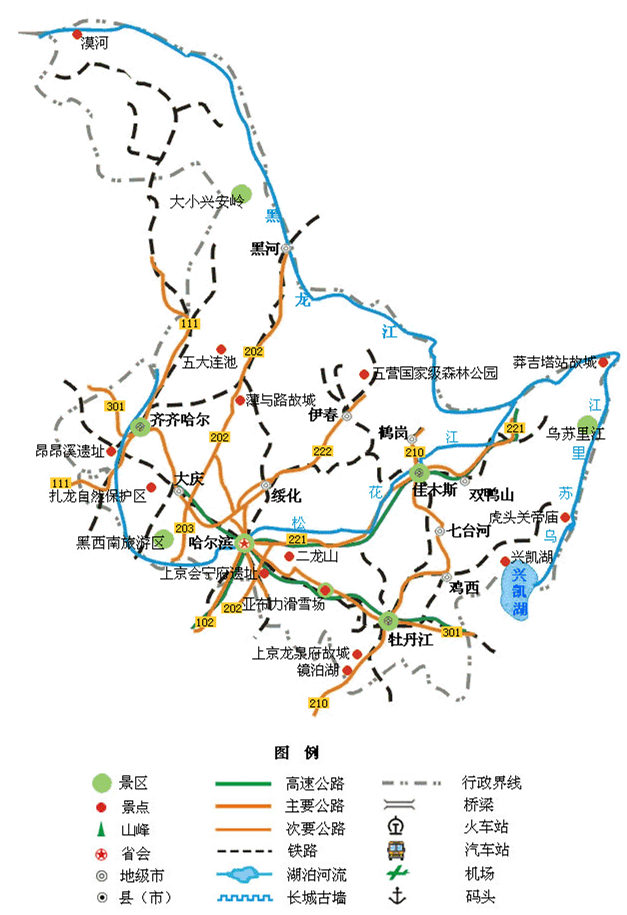 漠河
大小兴安岭
黑
黑河
龙
江
111
五大连池
202
莽吉塔站故城
五营国家级森林公园
301
薄与路故城
伊春
齐齐哈尔
鹤岗
江
江
221
乌苏里江
202
昂昂溪遗址
222
210
里
111
大庆
扎龙自然保护区
绥化
花
佳木斯
双鸭山
苏
203
松
虎头关帝庙
七台河
乌
黑西南旅游区
哈尔滨
221
二龙山
兴凯湖
上京会宁府遗址
鸡西
兴凯湖
202
亚布力滑雪场
102
牡丹江
301
上京龙泉府故城
镜泊湖
210
图 例
景区
高速公路
行政界线
景点
主要公路
桥梁
山峰
次要公路
火车站
省会
铁路
汽车站
地级市
湖泊河流
机场
县（市）
长城古墙
码头